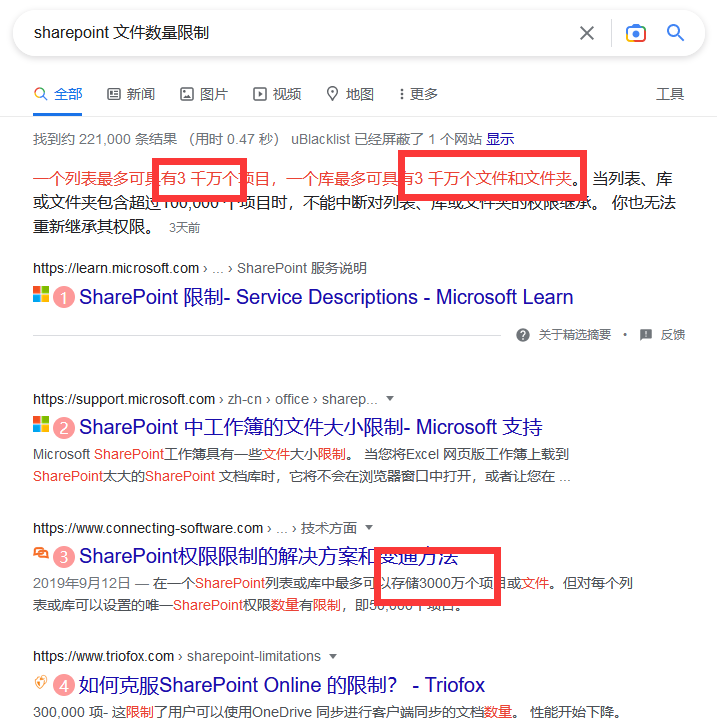 sharepoint 文件数量限制
全部 新闻 图片 视频 地图 更多 工具
找到约 221,000 条结果 （用时 0.47 秒） uBlacklist 已经屏蔽了 1 个网站 显示
一个列表最多可具有3 千万个项目，一个库最多可具有3 千万个文件和文件夹。 当列表、库
或文件夹包含超过 100,000 个项目时，不能中断对列表、库或文件夹的权限继承。 你也无法
重新继承其权限。 3天前
https://learn.microsoft.com › ... › SharePoint 服务说明
1 SharePoint 限制- Service Descriptions - Microsoft Learn
关于精选摘要 • 反馈
https://support.microsoft.com › zh-cn › office › sharep...
2 SharePoint 中工作簿的文件大小限制- Microsoft 支持
Microsoft SharePoint工作簿具有一些文件大小限制。 当您将Excel 网页版工作簿上载到
SharePoint太大的SharePoint 文档库时，它将不会在浏览器窗口中打开，或者让您在 ...
https://www.connecting-software.com › ... › 技术方面
3 SharePoint权限限制的解决方案和变通方法
2019年9月12日 — 在一个SharePoint列表或库中最多可以存储3000万个项目或文件。但对每个列
表或库可以设置的唯一SharePoint权限数量有限制，即50,000个项目。
https://www.triofox.com › sharepoint-limitations
4 如何克服SharePoint Online 的限制？ - Triofox
300,000 项- 这限制了用户可以使用OneDrive 同步进行客户端同步的文档数量。 性能开始下降。